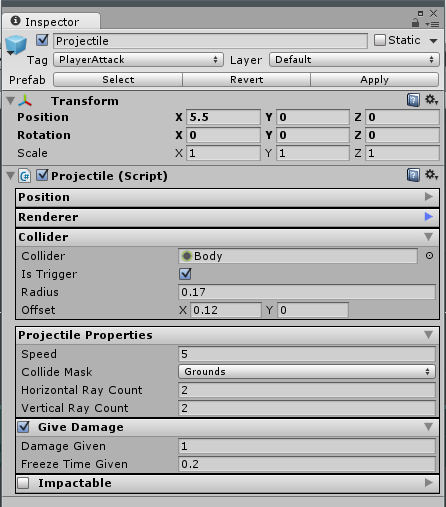 Inspector
Projectile Static
Tag PlayerAttack Layer Default
Prefab Select Revert Apply
Transform
Position X 5.5 Y 0 Z 0
Rotation X 0 Y 0 Z 0
Scale X 1 Y 1 Z 1
Projectile (Script)
Position
Renderer
Collider
Collider Body
Is Trigger
Radius 0.17
Offset X 0.12 Y 0
Projectile Properties
Speed 5
Collide Mask Grounds
Horizontal Ray Count 2
Vertical Ray Count 2
Give Damage
Damage Given 1
Freeze Time Given 0.2
Impactable